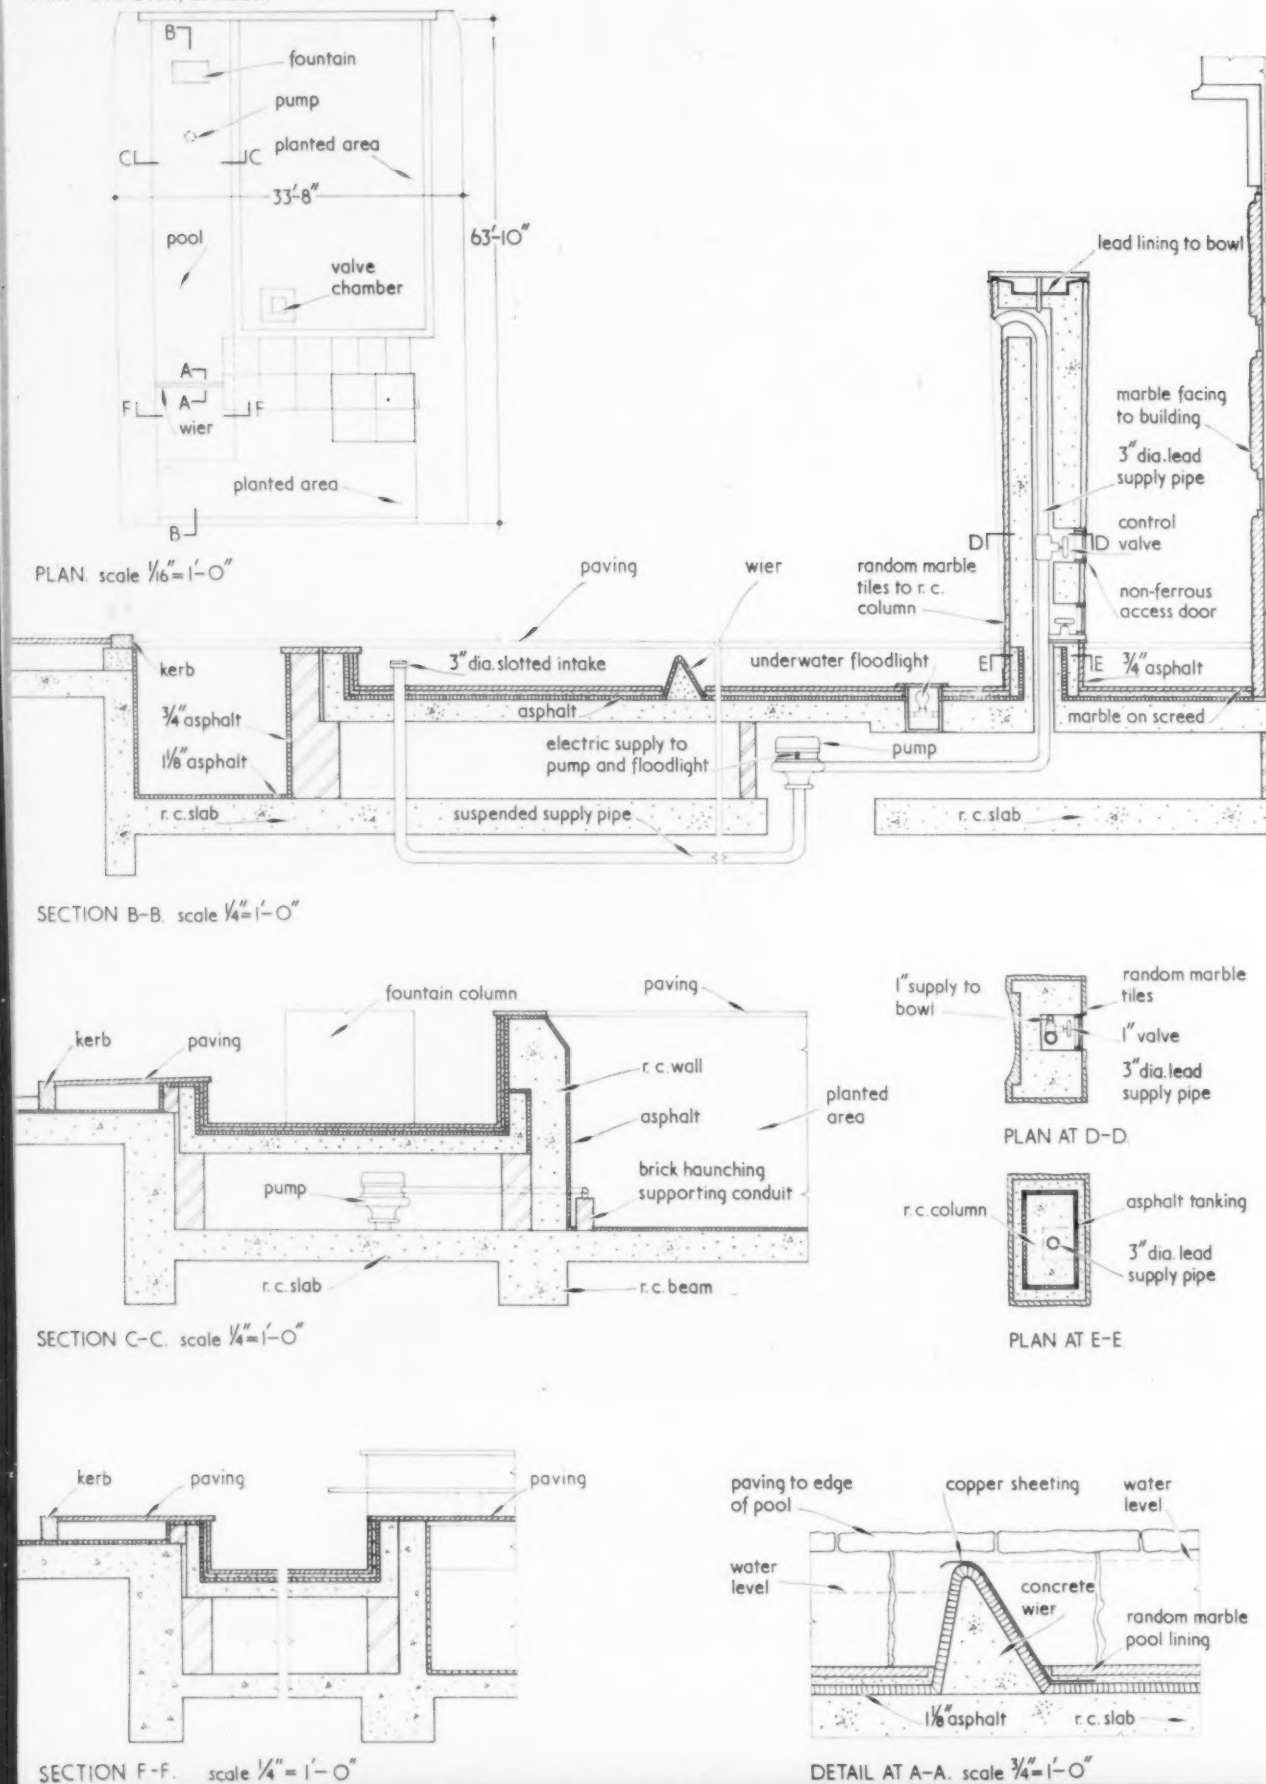 B
fountain
pump
planted area
C
C
33'-8"
63'-10"
pool
valve
chamber
A
A
F
F
wier
planted area
B
PLAN. scale 1/16"=1'-0"
lead lining to bowl
marble facing
to building
3" dia. lead
supply pipe
D
D
control
valve
non-ferrous
access door
random marble
tiles to r. c.
column
paving
wier
kerb
3" dia. slotted intake
underwater floodlight
E
E
3/4" asphalt
3/4" asphalt
asphalt
marble on screed
1 1/8" asphalt
electric supply to
pump and floodlight
pump
r. c. slab
suspended supply pipe
r. c. slab
SECTION B-B. scale 1/4"=1'-0"
fountain column
paving
kerb
paving
r. c. wall
asphalt
planted
area
pump
brick haunching
supporting conduit
r. c. slab
r. c. beam
SECTION C-C. scale 1/4"=1'-0"
1" supply to
bowl
random marble
tiles
1" valve
3" dia. lead
supply pipe
PLAN AT D-D.
r. c. column
asphalt tanking
3" dia. lead
supply pipe
PLAN AT E-E
kerb
paving
paving
SECTION F-F. scale 1/4"=1'-0"
paving to edge
of pool
copper sheeting
water
level
water
level
concrete
wier
random marble
pool lining
1 1/8" asphalt
r. c. slab
DETAIL AT A-A. scale 3/4"=1'-0"